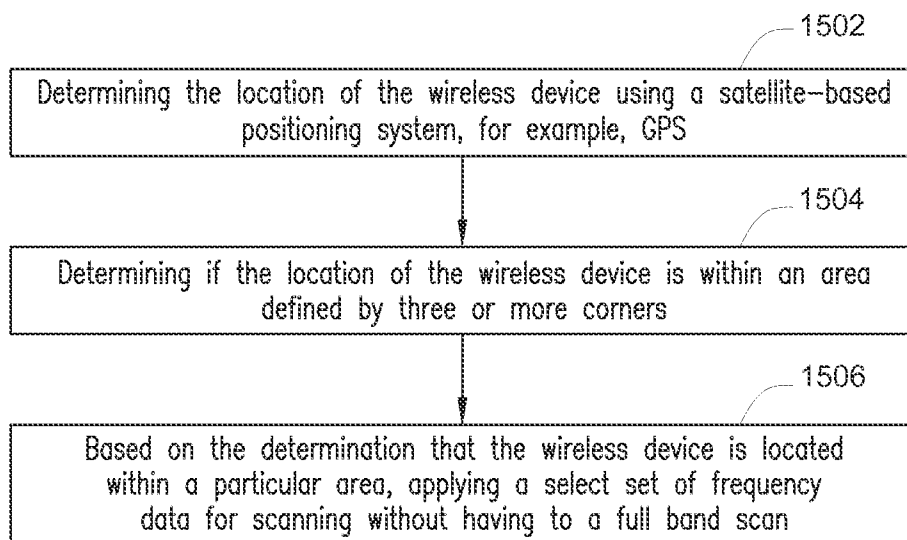 1502
Determining the location of the wireless device using a satellite-based
positioning system, for example, GPS
1504
Determining if the location of the wireless device is within an area
defined by three or more corners
1506
Based on the determination that the wireless device is located
within a particular area, applying a select set of frequency
data for scanning without having to a full band scan